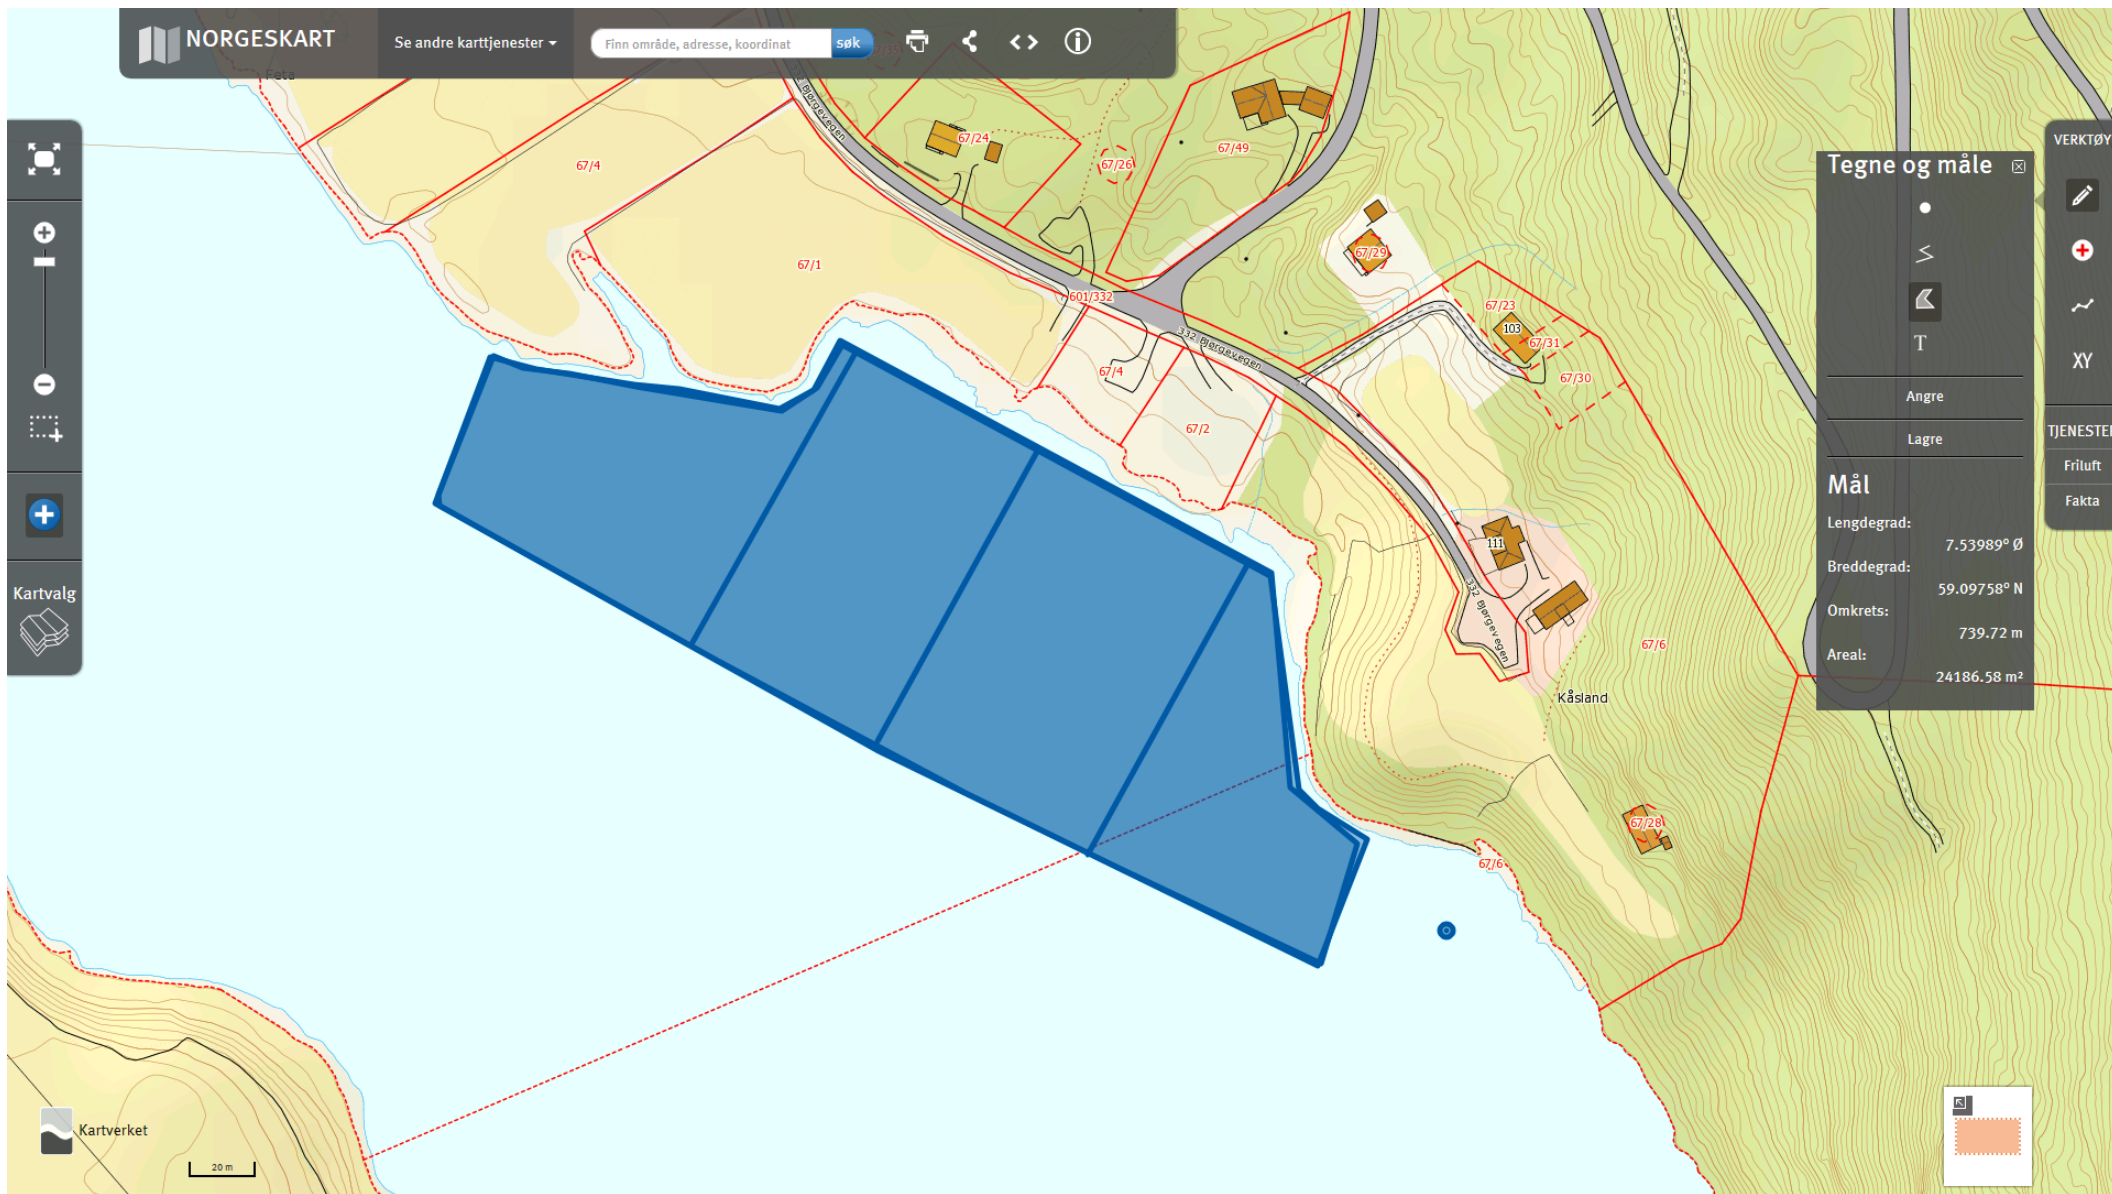 NORGESKART
Se andre karttjenester
Finn område, adresse, koordinat
søk
Feta
Bjørgevegen
67/24
67/26
67/49
67/4
67/1
67/29
601/332
332 Bjørgevegen
67/23
103
67/31
67/30
67/4
67/2
111
332 Bjørgevegen
67/6
Kåsland
67/28
67/6
Kartvalg
VERKTØY
Tegne og måle
T
XY
Angre
Lagre
TJENESTER
Friluft
Fakta
Mål
Lengdegrad:
7.53989° Ø
Breddegrad:
59.09758° N
Omkrets:
739.72 m
Areal:
24186.58 m²
Kartverket
20 m